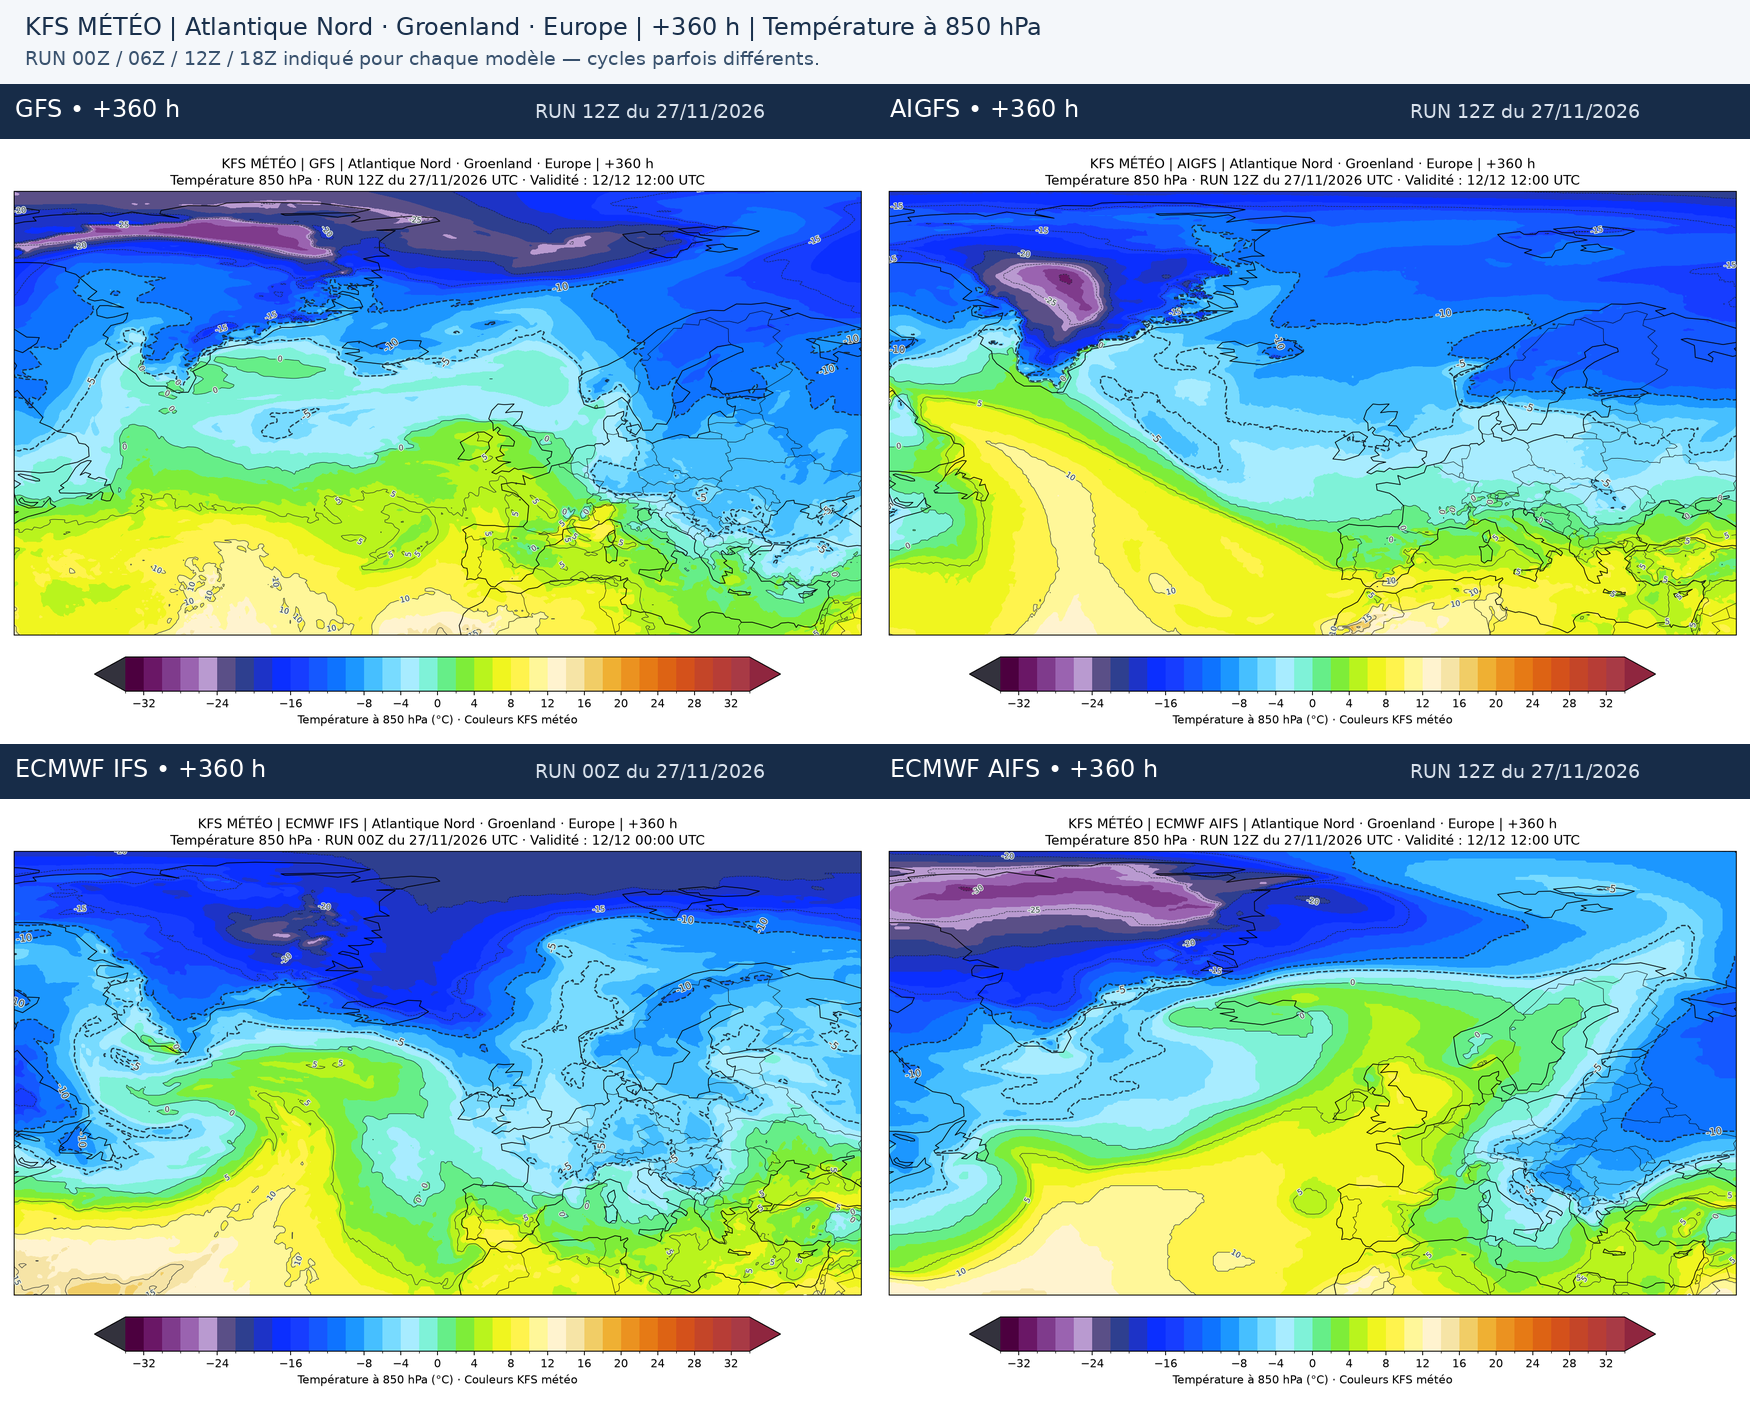 KFS MÉTÉO | Atlantique Nord · Groenland · Europe | +360 h | Température à 850 hPa
RUN 00Z / 06Z / 12Z / 18Z indiqué pour chaque modèle — cycles parfois différents.
GFS • +360 h
RUN 12Z du 27/11/2026
AIGFS • +360 h
RUN 12Z du 27/11/2026
KFS MÉTÉO | GFS | Atlantique Nord · Groenland · Europe | +360 h
Température 850 hPa · RUN 12Z du 27/11/2026 UTC · Validité : 12/12 12:00 UTC
KFS MÉTÉO | AIGFS | Atlantique Nord · Groenland · Europe | +360 h
Température 850 hPa · RUN 12Z du 27/11/2026 UTC · Validité : 12/12 12:00 UTC
−32 −24 −16 −8 −4 0 4 8 12 16 20 24 28 32
Température à 850 hPa (°C) · Couleurs KFS météo
−32 −24 −16 −8 −4 0 4 8 12 16 20 24 28 32
Température à 850 hPa (°C) · Couleurs KFS météo
ECMWF IFS • +360 h
RUN 00Z du 27/11/2026
ECMWF AIFS • +360 h
RUN 12Z du 27/11/2026
KFS MÉTÉO | ECMWF IFS | Atlantique Nord · Groenland · Europe | +360 h
Température 850 hPa · RUN 00Z du 27/11/2026 UTC · Validité : 12/12 00:00 UTC
KFS MÉTÉO | ECMWF AIFS | Atlantique Nord · Groenland · Europe | +360 h
Température 850 hPa · RUN 12Z du 27/11/2026 UTC · Validité : 12/12 12:00 UTC
−32 −24 −16 −8 −4 0 4 8 12 16 20 24 28 32
Température à 850 hPa (°C) · Couleurs KFS météo
−32 −24 −16 −8 −4 0 4 8 12 16 20 24 28 32
Température à 850 hPa (°C) · Couleurs KFS météo